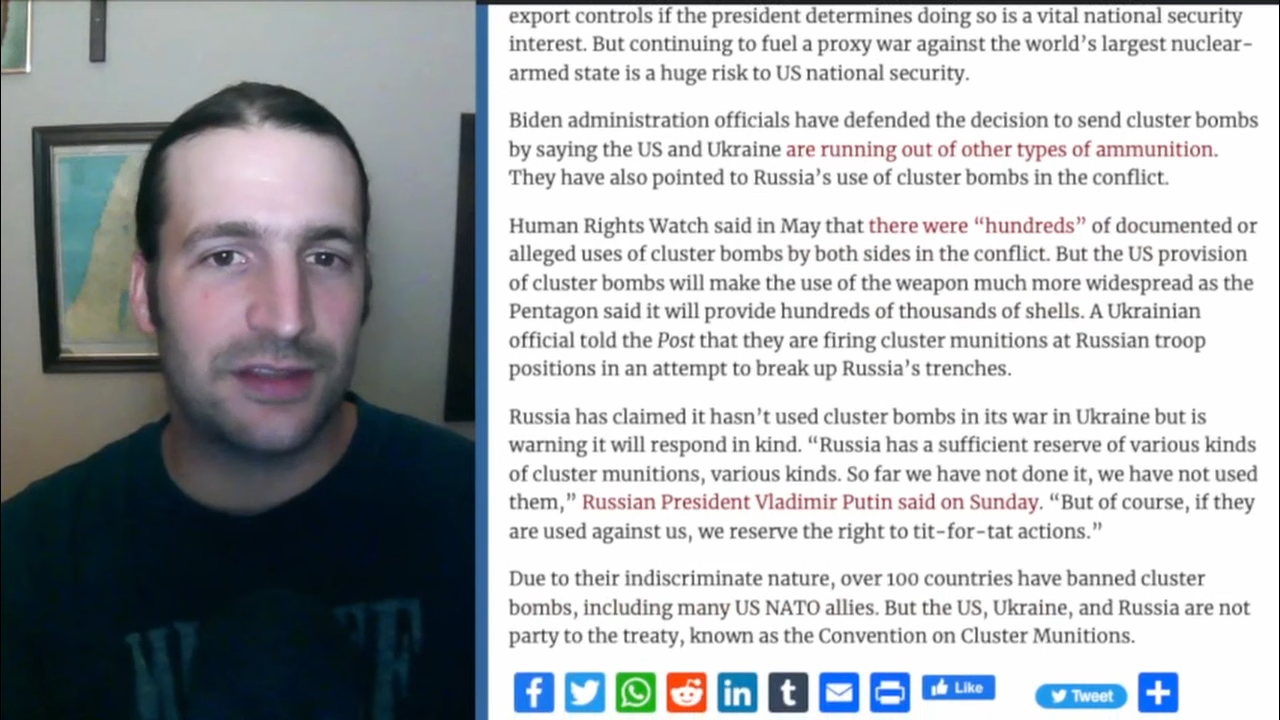 export controls if the president determines doing so is a vital national security
interest. But continuing to fuel a proxy war against the world’s largest nuclear-
armed state is a huge risk to US national security.
Biden administration officials have defended the decision to send cluster bombs
by saying the US and Ukraine are running out of other types of ammunition.
They have also pointed to Russia’s use of cluster bombs in the conflict.
Human Rights Watch said in May that there were “hundreds” of documented or
alleged uses of cluster bombs by both sides in the conflict. But the US provision
of cluster bombs will make the use of the weapon much more widespread as the
Pentagon said it will provide hundreds of thousands of shells. A Ukrainian
official told the Post that they are firing cluster munitions at Russian troop
positions in an attempt to break up Russia’s trenches.
Russia has claimed it hasn’t used cluster bombs in its war in Ukraine but is
warning it will respond in kind. “Russia has a sufficient reserve of various kinds
of cluster munitions, various kinds. So far we have not done it, we have not used
them,” Russian President Vladimir Putin said on Sunday. “But of course, if they
are used against us, we reserve the right to tit-for-tat actions.”
Due to their indiscriminate nature, over 100 countries have banned cluster
bombs, including many US NATO allies. But the US, Ukraine, and Russia are not
party to the treaty, known as the Convention on Cluster Munitions.
Like
Tweet